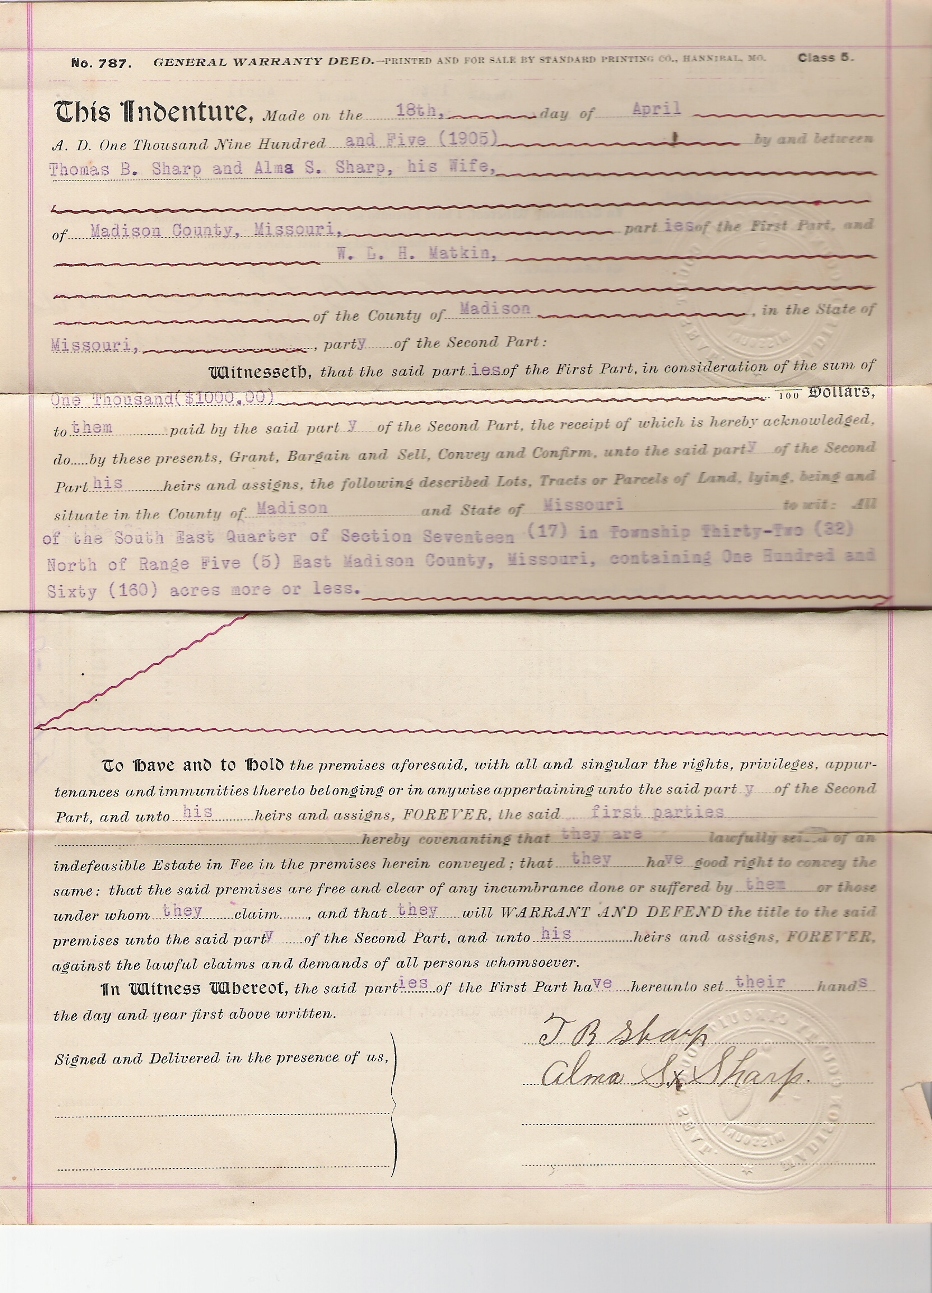 No. 787. GENERAL WARRANTY DEED.—PRINTED AND FOR SALE BY STANDARD PRINTING CO., HANNIBAL, MO. Class 5.
This Indenture, Made on the 18th, day of April
A. D. One Thousand Nine Hundred and Five (1905) by and between
Thomas B. Sharp and Alma S. Sharp, his Wife,
of Madison County, Missouri, part ies of the First Part, and
W. L. H. Matkin,
of the County of Madison, in the State of
Missouri, party of the Second Part:
Witnesseth, that the said part ies of the First Part, in consideration of the sum of
One Thousand($1000.00) 100 Dollars,
to them paid by the said part y of the Second Part, the receipt of which is hereby acknowledged,
do....by these presents, Grant, Bargain and Sell, Convey and Confirm, unto the said party of the Second
Part his heirs and assigns, the following described Lots, Tracts or Parcels of Land, lying, being and
situate in the County of Madison and State of Missouri to wit: All
of the South East Quarter of Section Seventeen (17) in Township Thirty-Two (32)
North of Range Five (5) East Madison County, Missouri, containing One Hundred and
Sixty (160) acres more or less.
To Have and to Hold the premises aforesaid, with all and singular the rights, privileges, appur-
tenances and immunities thereto belonging or in anywise appertaining unto the said part y of the Second
Part, and unto his heirs and assigns, FOREVER, the said first parties
hereby covenanting that they are lawfully seized of an
indefeasible Estate in Fee in the premises herein conveyed; that they have good right to convey the
same; that the said premises are free and clear of any incumbrance done or suffered by them or those
under whom they claim......, and that they will WARRANT AND DEFEND the title to the said
premises unto the said party of the Second Part, and unto his heirs and assigns, FOREVER,
against the lawful claims and demands of all persons whomsoever.
In Witness Whereof, the said parties of the First Part have hereunto set their hands
the day and year first above written.
T B Sharp
Signed and Delivered in the presence of us,
Alma S x Sharp.